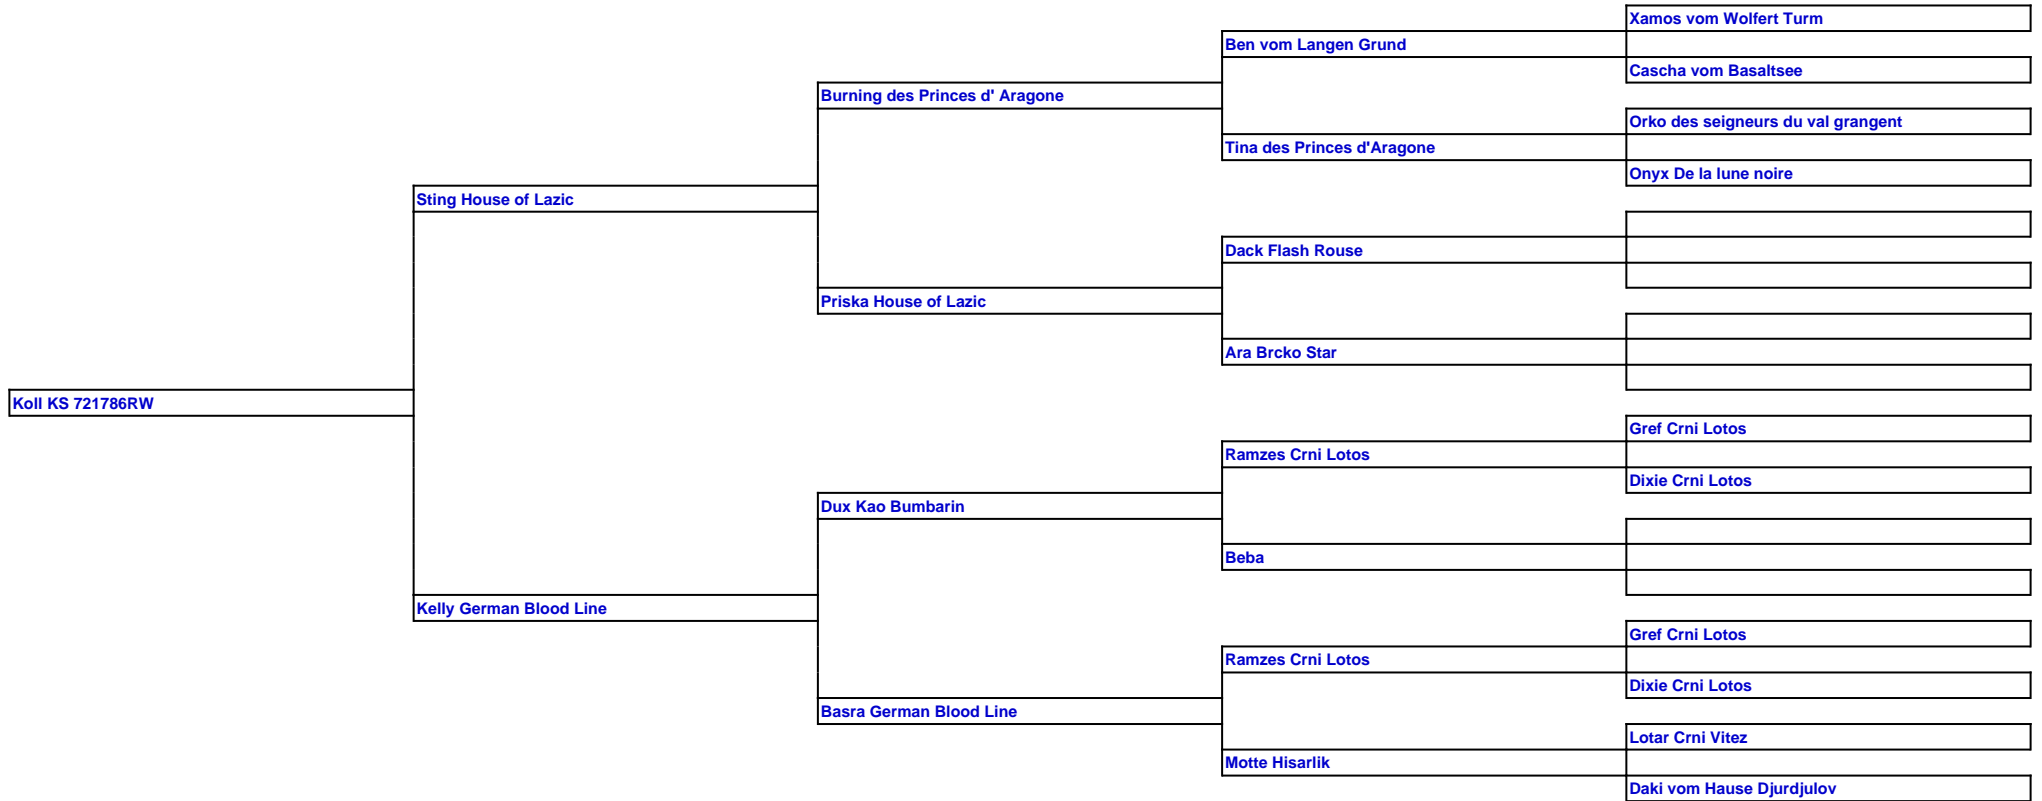 Xamos vom Wolfert Turm
Ben vom Langen Grund
Cascha vom Basaltsee
Burning des Princes d' Aragone
Orko des seigneurs du val grangent
Tina des Princes d'Aragone
Onyx De la lune noire
Sting House of Lazic
Dack Flash Rouse
Priska House of Lazic
Ara Brcko Star
Koll KS 721786RW
Gref Crni Lotos
Ramzes Crni Lotos
Dixie Crni Lotos
Dux Kao Bumbarin
Beba
Kelly German Blood Line
Gref Crni Lotos
Ramzes Crni Lotos
Dixie Crni Lotos
Basra German Blood Line
Lotar Crni Vitez
Motte Hisarlik
Daki vom Hause Djurdjulov